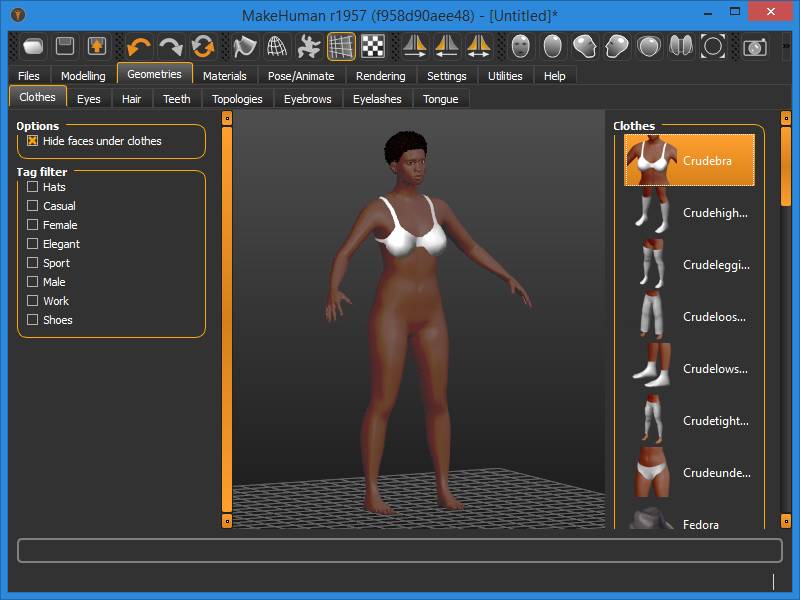 MakeHuman r1957 (f958d90aee48) - [Untitled]*
Files Modelling Geometries Materials Pose/Animate Rendering Settings Utilities Help
Clothes Eyes Hair Teeth Topologies Eyebrows Eyelashes Tongue
Options
Hide faces under clothes
Tag filter
Hats
Casual
Female
Elegant
Sport
Male
Work
Shoes
Clothes
Crudebra
Crudehigh...
Crudeleggi...
Crudeloos...
Crudelows...
Crudetight...
Crudeunde...
Fedora